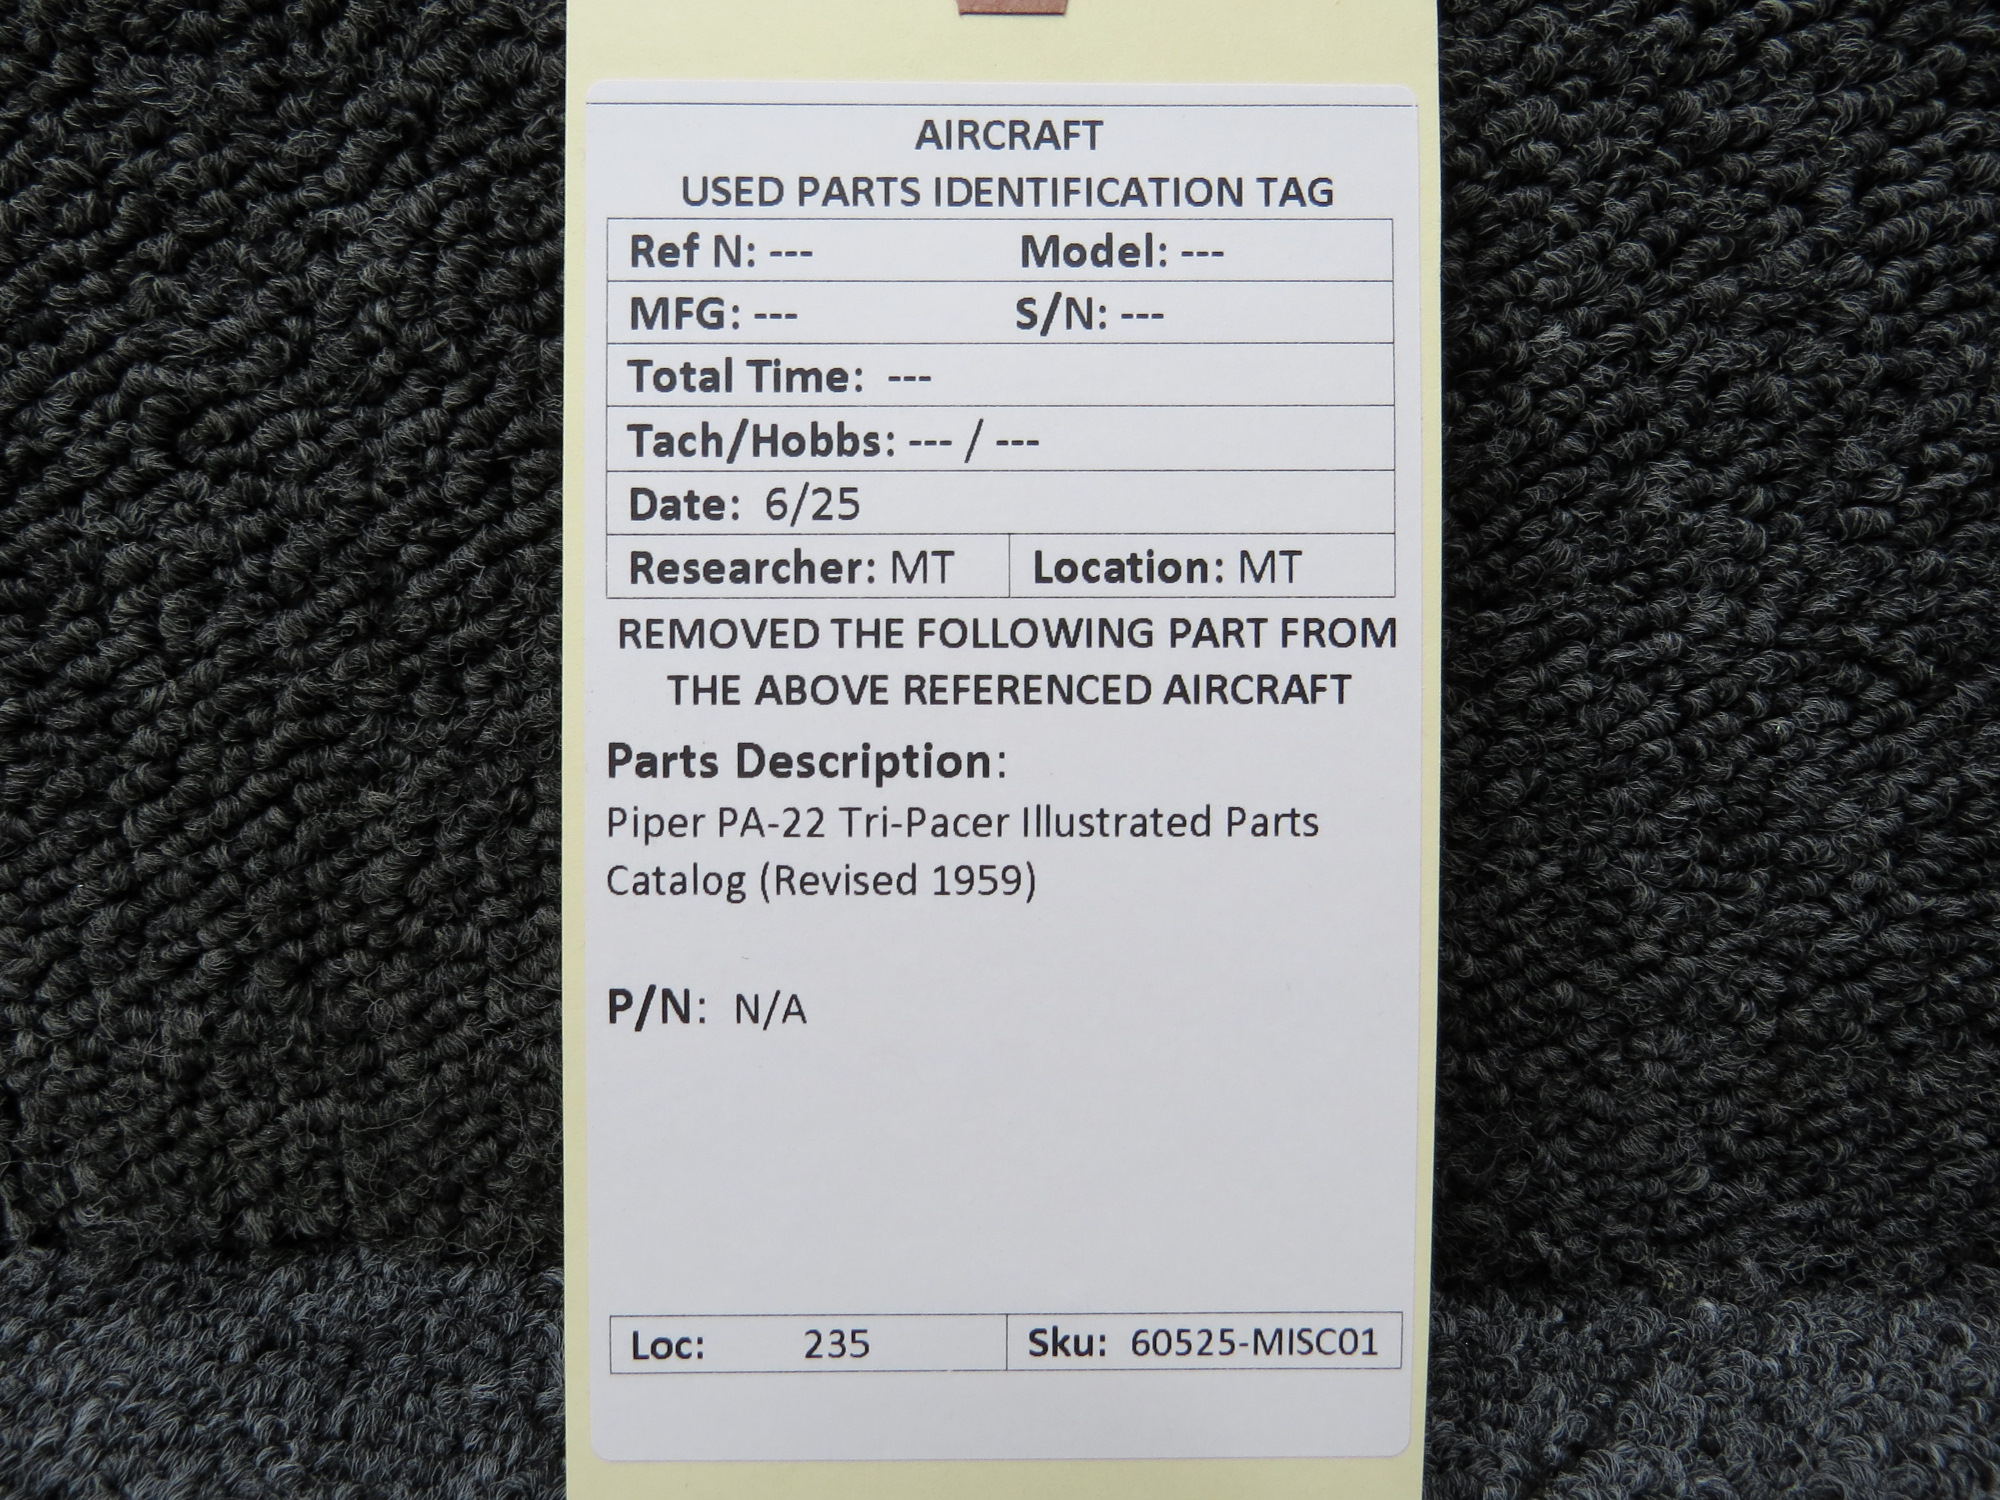 AIRCRAFT
USED PARTS IDENTIFICATION TAG
Ref N: --- Model: ---
MFG: --- S/N: ---
Total Time: ---
Tach/Hobbs: --- / ---
Date: 6/25
Researcher: MT Location: MT
REMOVED THE FOLLOWING PART FROM
THE ABOVE REFERENCED AIRCRAFT
Parts Description:
Piper PA-22 Tri-Pacer Illustrated Parts
Catalog (Revised 1959)
P/N: N/A
Loc: 235 Sku: 60525-MISC01